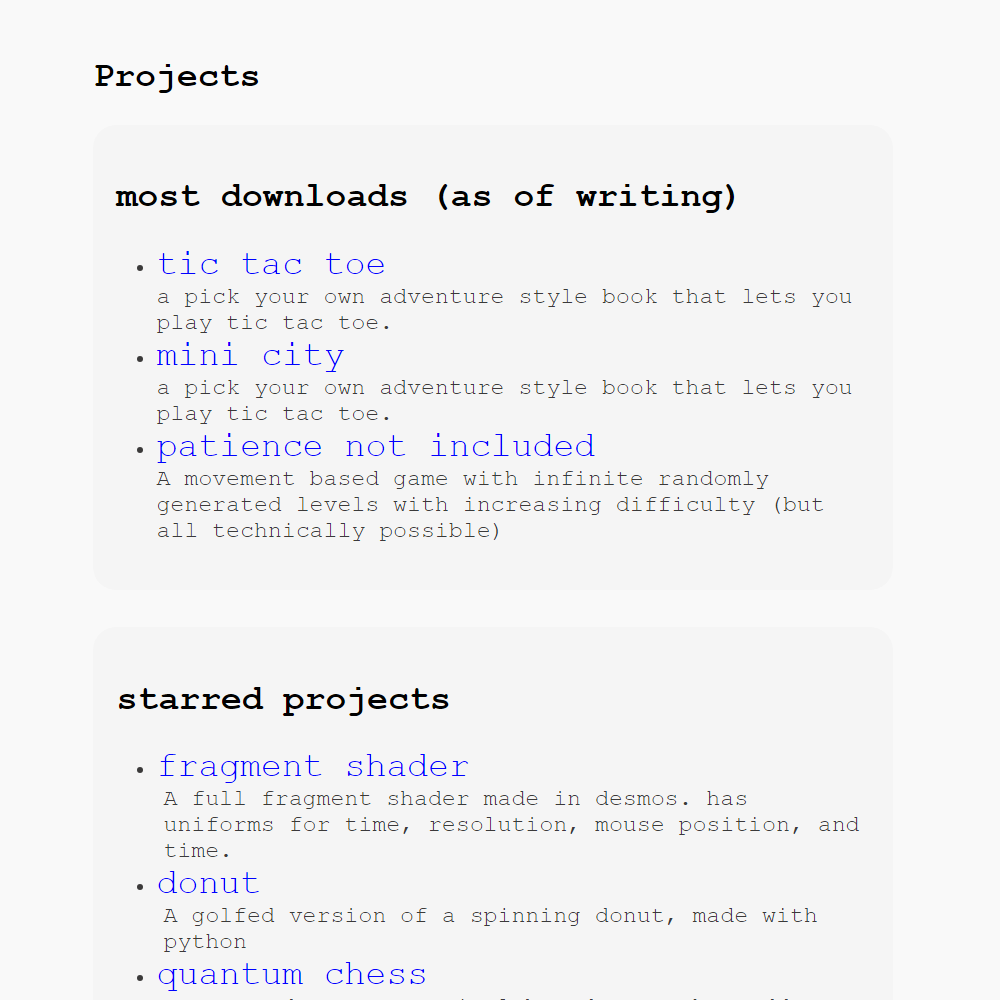 Projects
most downloads (as of writing)
tic tac toe
a pick your own adventure style book that lets you
play tic tac toe.
mini city
a pick your own adventure style book that lets you
play tic tac toe.
patience not included
A movement based game with infinite randomly
generated levels with increasing difficulty (but
all technically possible)
starred projects
fragment shader
A full fragment shader made in desmos. has
uniforms for time, resolution, mouse position, and
time.
donut
A golfed version of a spinning donut, made with
python
quantum chess